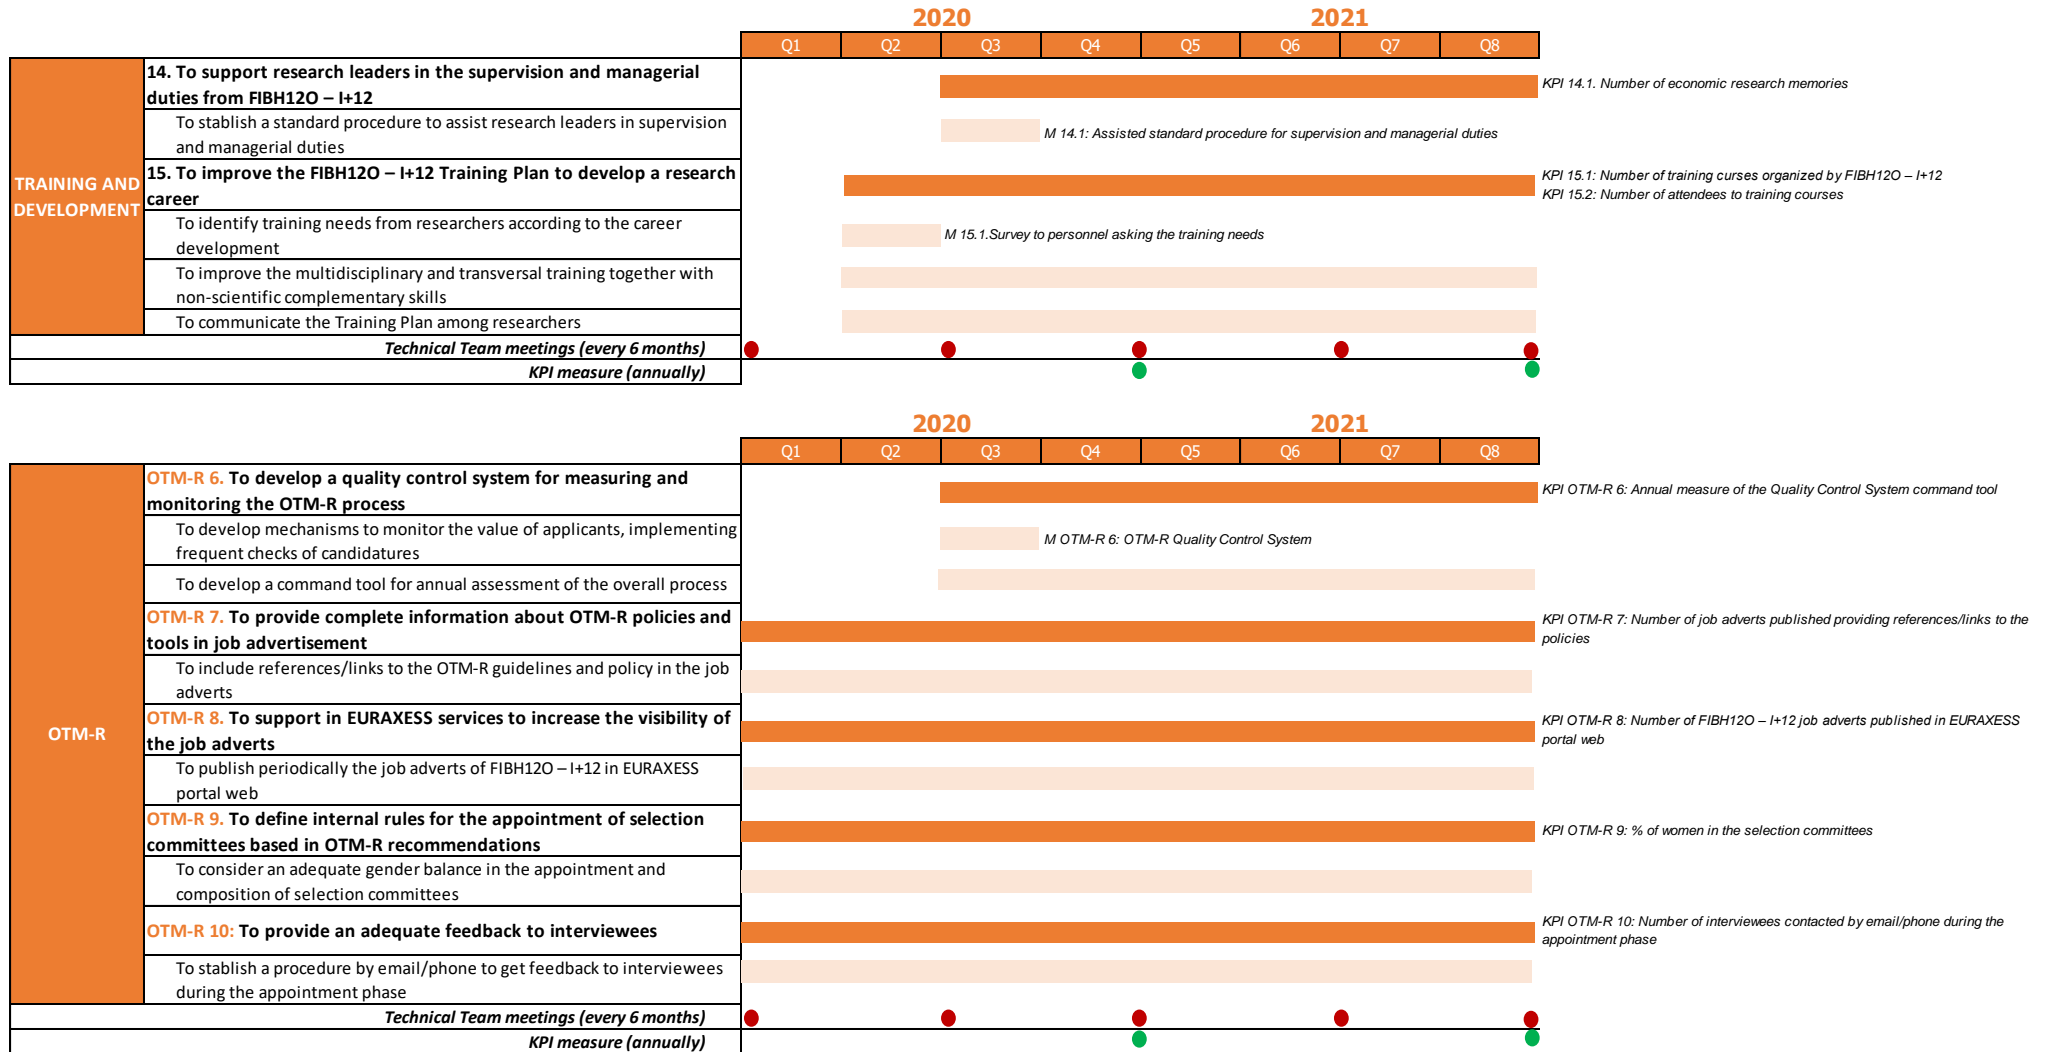 2020 2021
Q1 Q2 Q3 Q4 Q5 Q6 Q7 Q8
TRAINING AND
DEVELOPMENT
14. To support research leaders in the supervision and managerial
duties from FIBH12O – I+12
KPI 14.1. Number of economic research memories
To stablish a standard procedure to assist research leaders in supervision
and managerial duties
M 14.1: Assisted standard procedure for supervision and managerial duties
15. To improve the FIBH12O – I+12 Training Plan to develop a research
career
KPI 15.1: Number of training curses organized by FIBH12O – I+12
KPI 15.2: Number of attendees to training courses
To identify training needs from researchers according to the career
development
M 15.1.Survey to personnel asking the training needs
To improve the multidisciplinary and transversal training together with
non-scientific complementary skills
To communicate the Training Plan among researchers
Technical Team meetings (every 6 months)
KPI measure (annually)
2020 2021
Q1 Q2 Q3 Q4 Q5 Q6 Q7 Q8
OTM-R
OTM-R 6. To develop a quality control system for measuring and
monitoring the OTM-R process
KPI OTM-R 6: Annual measure of the Quality Control System command tool
To develop mechanisms to monitor the value of applicants, implementing
frequent checks of candidatures
M OTM-R 6: OTM-R Quality Control System
To develop a command tool for annual assessment of the overall process
OTM-R 7. To provide complete information about OTM-R policies and
tools in job advertisement
KPI OTM-R 7: Number of job adverts published providing references/links to the
policies
To include references/links to the OTM-R guidelines and policy in the job
adverts
OTM-R 8. To support in EURAXESS services to increase the visibility of
the job adverts
KPI OTM-R 8: Number of FIBH12O – I+12 job adverts published in EURAXESS
portal web
To publish periodically the job adverts of FIBH12O – I+12 in EURAXESS
portal web
OTM-R 9. To define internal rules for the appointment of selection
committees based in OTM-R recommendations
KPI OTM-R 9: % of women in the selection committees
To consider an adequate gender balance in the appointment and
composition of selection committees
OTM-R 10: To provide an adequate feedback to interviewees
KPI OTM-R 10: Number of interviewees contacted by email/phone during the
appointment phase
To stablish a procedure by email/phone to get feedback to interviewees
during the appointment phase
Technical Team meetings (every 6 months)
KPI measure (annually)